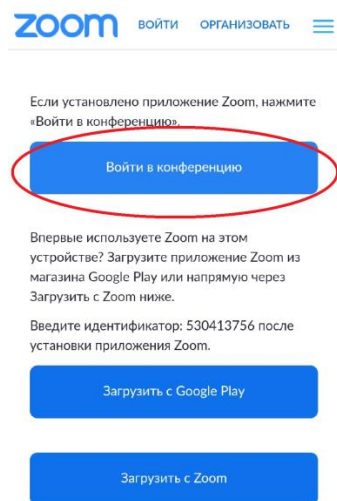 zoom ВОЙТИ ОРГАНИЗОВАТЬ
Если установлено приложение Zoom, нажмите
«Войти в конференцию».
Войти в конференцию
Впервые используете Zoom на этом
устройстве? Загрузите приложение Zoom из
магазина Google Play или напрямую через
Загрузить с Zoom ниже.
Введите идентификатор: 530413756 после
установки приложения Zoom.
Загрузить с Google Play
Загрузить с Zoom